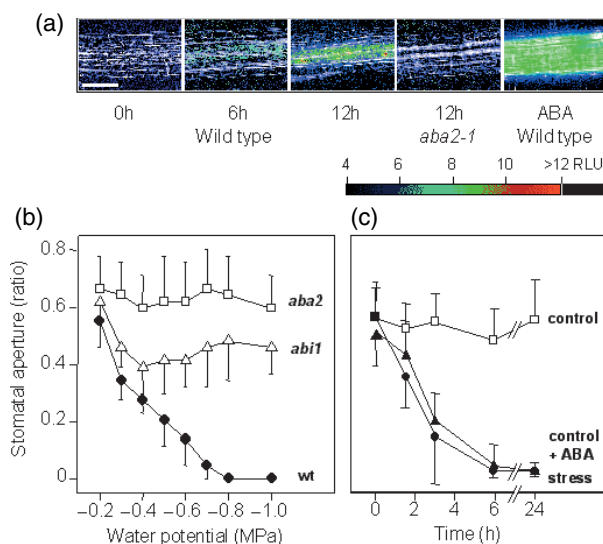 (a)
0h 6h 12h 12h ABA
Wild type aba2-1 Wild type
4 6 8 10 >12 RLU
(b)
Stomatal aperture (ratio)
0.8
0.6
0.4
0.2
0
aba2
abi1
wt
−0.2 −0.4 −0.6 −0.8 −1.0
Water potential (MPa)
(c)
control
control
+ ABA
stress
0 2 4 6 24
Time (h)